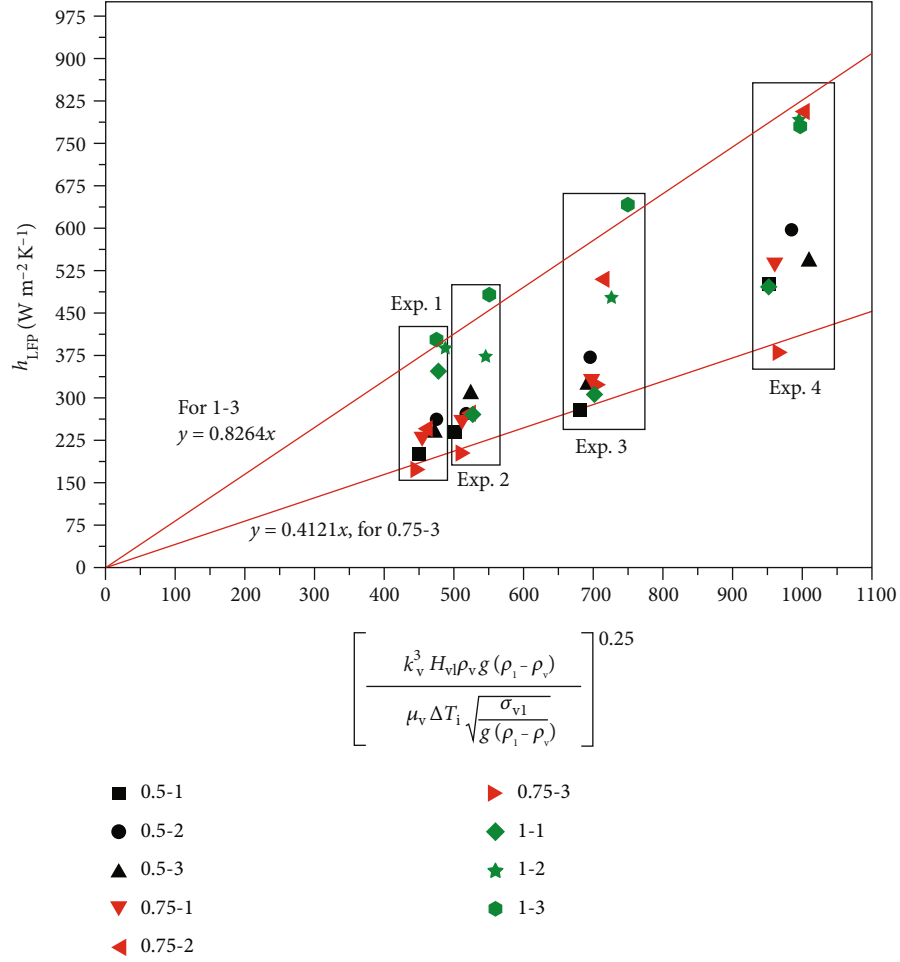 975
900
825
750
675
600
525
450
375
300
225
150
75
0
h_LFP (W m⁻² K⁻¹)
Exp. 1
Exp. 2
Exp. 3
Exp. 4
For 1-3
y = 0.8264x
y = 0.4121x, for 0.75-3
0 100 200 300 400 500 600 700 800 900 1000 1100
[ k_v^3 H_vl ρ_v g (ρ_l − ρ_v) / μ_v ΔT_i √(σ_vl / g (ρ_l − ρ_v)) ]^0.25
0.5-1
0.5-2
0.5-3
0.75-1
0.75-2
0.75-3
1-1
1-2
1-3